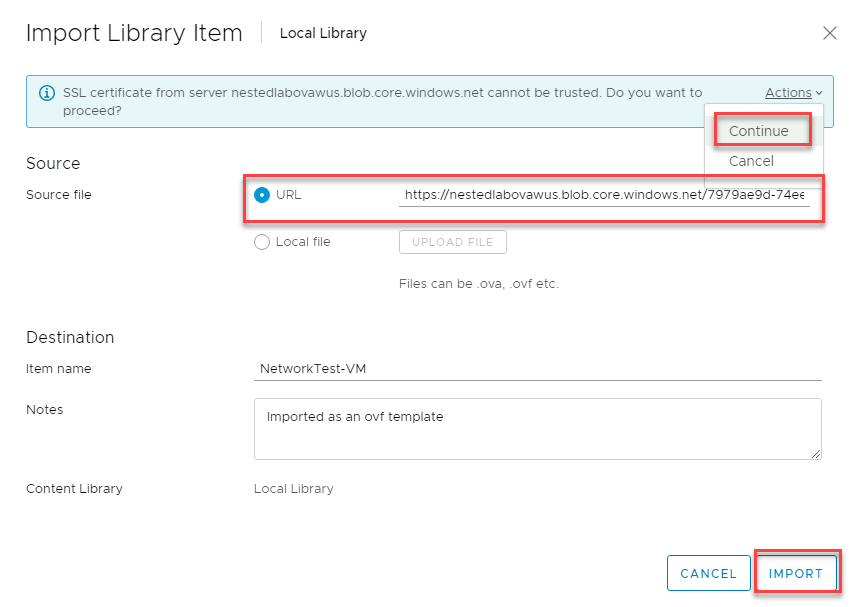 Import Library Item Local Library
SSL certificate from server nestedlabovawus.blob.core.windows.net cannot be trusted. Do you want to
proceed?
Actions
Continue
Cancel
Source
Source file
URL
https://nestedlabovawus.blob.core.windows.net/7979ae9d-74ee
Local file
UPLOAD FILE
Files can be .ova, .ovf etc.
Destination
Item name
NetworkTest-VM
Notes
Imported as an ovf template
Content Library
Local Library
CANCEL
IMPORT